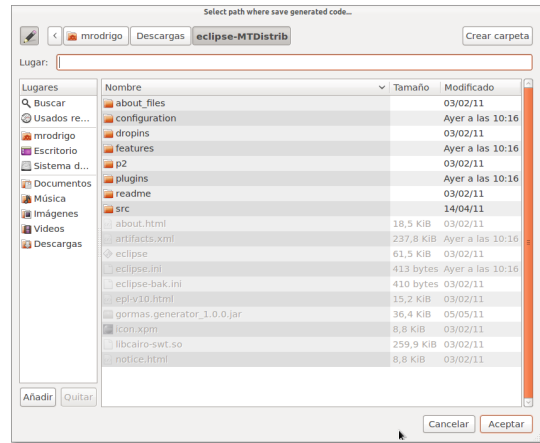 Select path where save generated code...
mrodrigo Descargas eclipse-MTDistrib Crear carpeta
Lugar:
Lugares
Buscar
Usados re...
mrodrigo
Escritorio
Sistema d...
Documentos
Música
Imágenes
Videos
Descargas
Añadir Quitar
Nombre Tamaño Modificado
about_files 03/02/11
configuration Ayer a las 10:16
dropins 03/02/11
features Ayer a las 10:16
p2 03/02/11
plugins Ayer a las 10:16
readme 03/02/11
src 14/04/11
about.html 18,5 KiB 03/02/11
artifacts.xml 237,8 KiB Ayer a las 10:16
eclipse 61,5 KiB 03/02/11
eclipse.ini 413 bytes Ayer a las 10:16
eclipse-bak.ini 410 bytes 03/02/11
epl-v10.html 15,2 KiB 03/02/11
gormas.generator_1.0.0.jar 36,4 KiB 05/05/11
icon.xpm 8,8 KiB 03/02/11
libcairo-swt.so 259,9 KiB 03/02/11
notice.html 8,8 KiB 03/02/11
Cancelar Aceptar